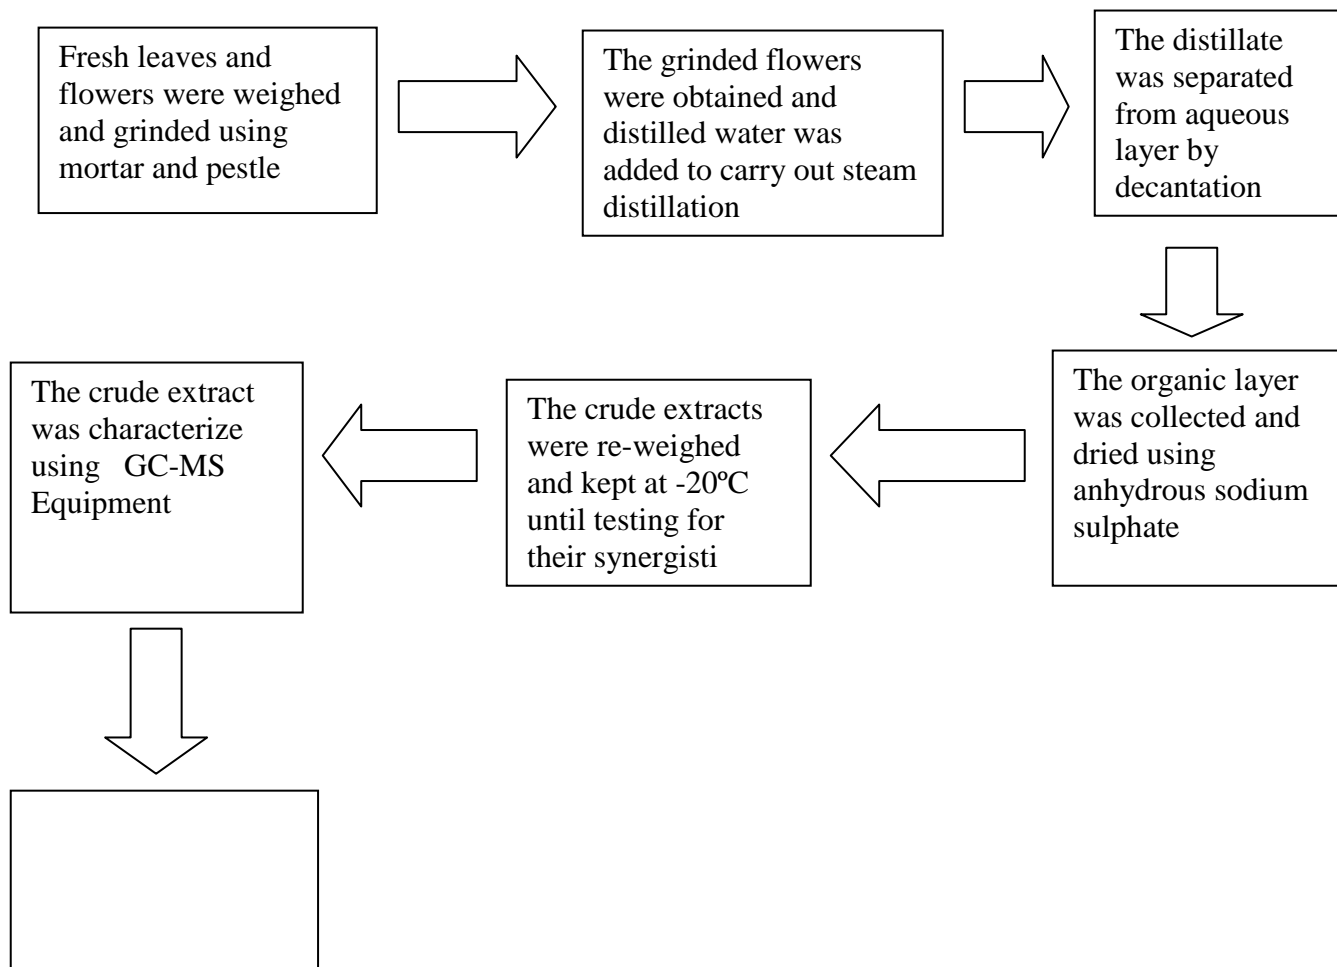 Fresh leaves and
flowers were weighed
and grinded using
mortar and pestle
The grinded flowers
were obtained and
distilled water was
added to carry out steam
distillation
The distillate
was separated
from aqueous
layer by
decantation
The organic layer
was collected and
dried using
anhydrous sodium
sulphate
The crude extracts
were re-weighed
and kept at -20ºC
until testing for
their synergisti
The crude extract
was characterize
using GC-MS
Equipment